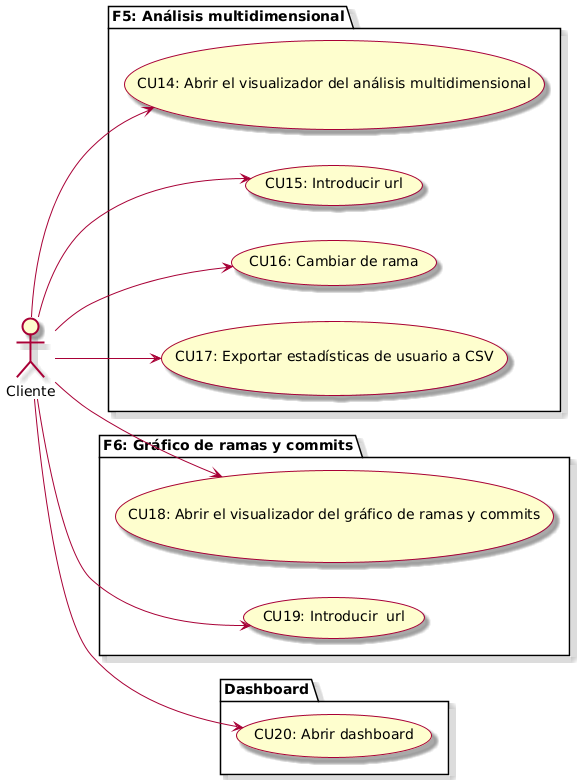 F5: Análisis multidimensional
CU14: Abrir el visualizador del análisis multidimensional
CU15: Introducir url
CU16: Cambiar de rama
CU17: Exportar estadísticas de usuario a CSV
Cliente
F6: Gráfico de ramas y commits
CU18: Abrir el visualizador del gráfico de ramas y commits
CU19: Introducir  url
Dashboard
CU20: Abrir dashboard